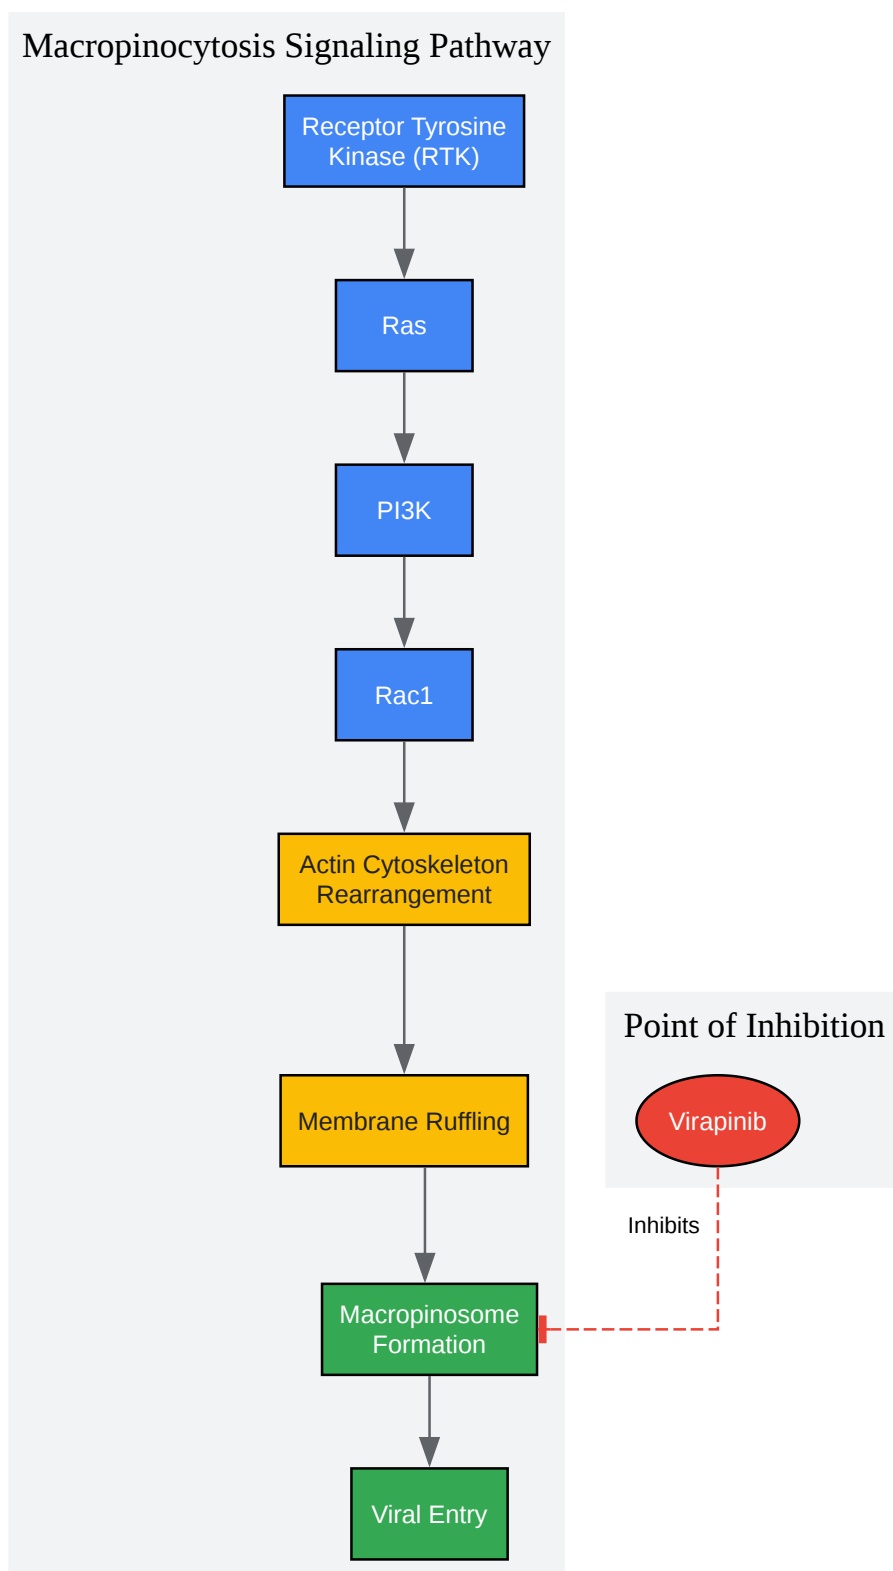 Macropinocytosis Signaling Pathway
Receptor Tyrosine
Kinase (RTK)
Ras
PI3K
Rac1
Actin Cytoskeleton
Rearrangement
Point of Inhibition
Membrane Ruffling
Virapinib
Inhibits
Macropinosome
Formation
Viral Entry